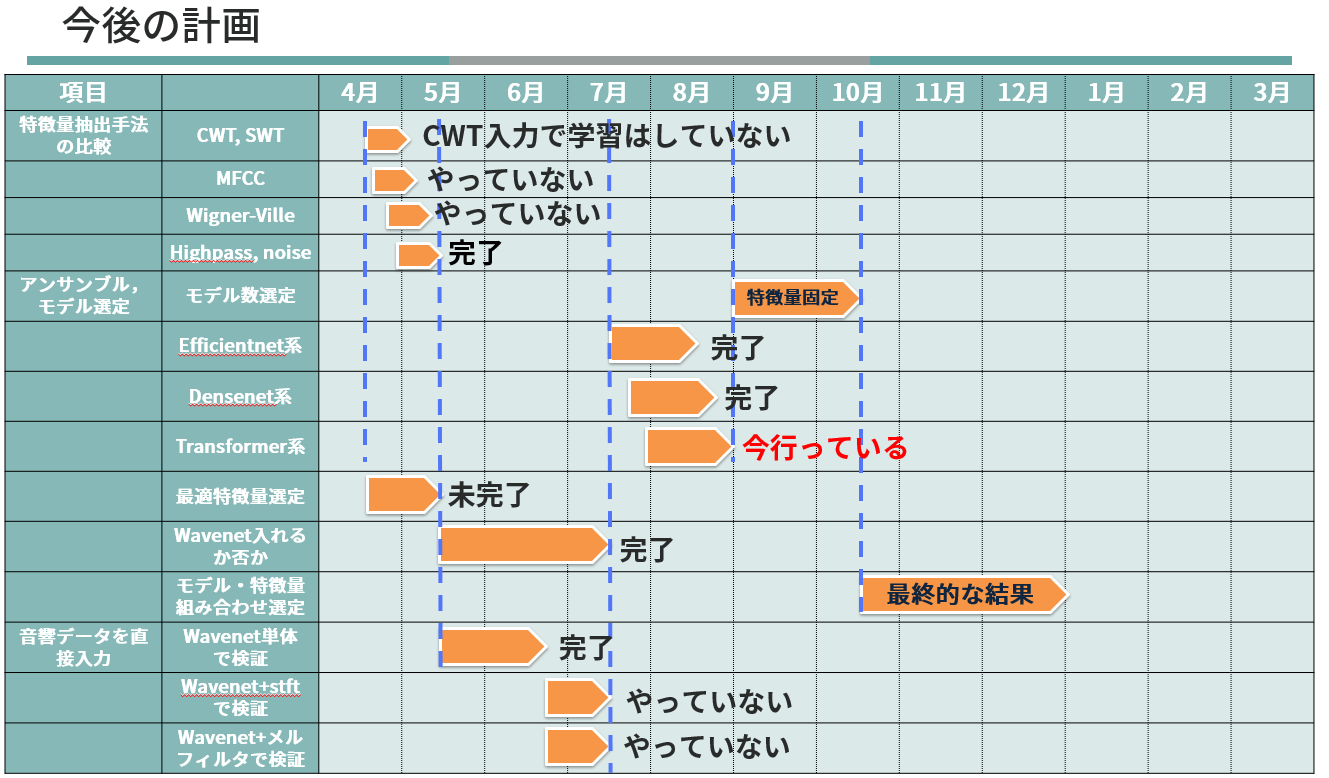 今後の計画
項目 4月 5月 6月 7月 8月 9月 10月 11月 12月 1月 2月 3月
特徴量抽出手法
の比較
CWT, SWT
CWT入力で学習はしていない
MFCC
やっていない
Wigner-Ville
やっていない
Highpass, noise
完了
アンサンブル，
モデル選定
モデル数選定
特徴量固定
Efficientnet系
完了
Densenet系
完了
Transformer系
今行っている
最適特徴量選定
未完了
Wavenet入れる
か否か
完了
モデル・特徴量
組み合わせ選定
最終的な結果
音響データを直
接入力
Wavenet単体
で検証
完了
Wavenet+stft
で検証
やっていない
Wavenet+メル
フィルタで検証
やっていない